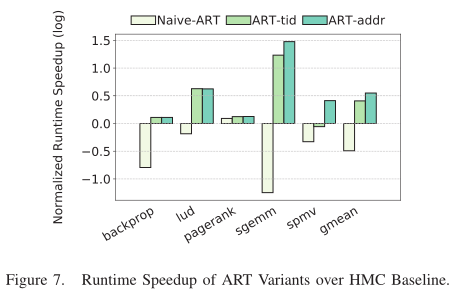 Naive-ART ART-tid ART-addr
Normalized Runtime Speedup (log)
1.5
1.0
0.5
0.0
−0.5
−1.0
backprop
lud
pagerank
sgemm
spmv
gmean
Figure 7. Runtime Speedup of ART Variants over HMC Baseline.